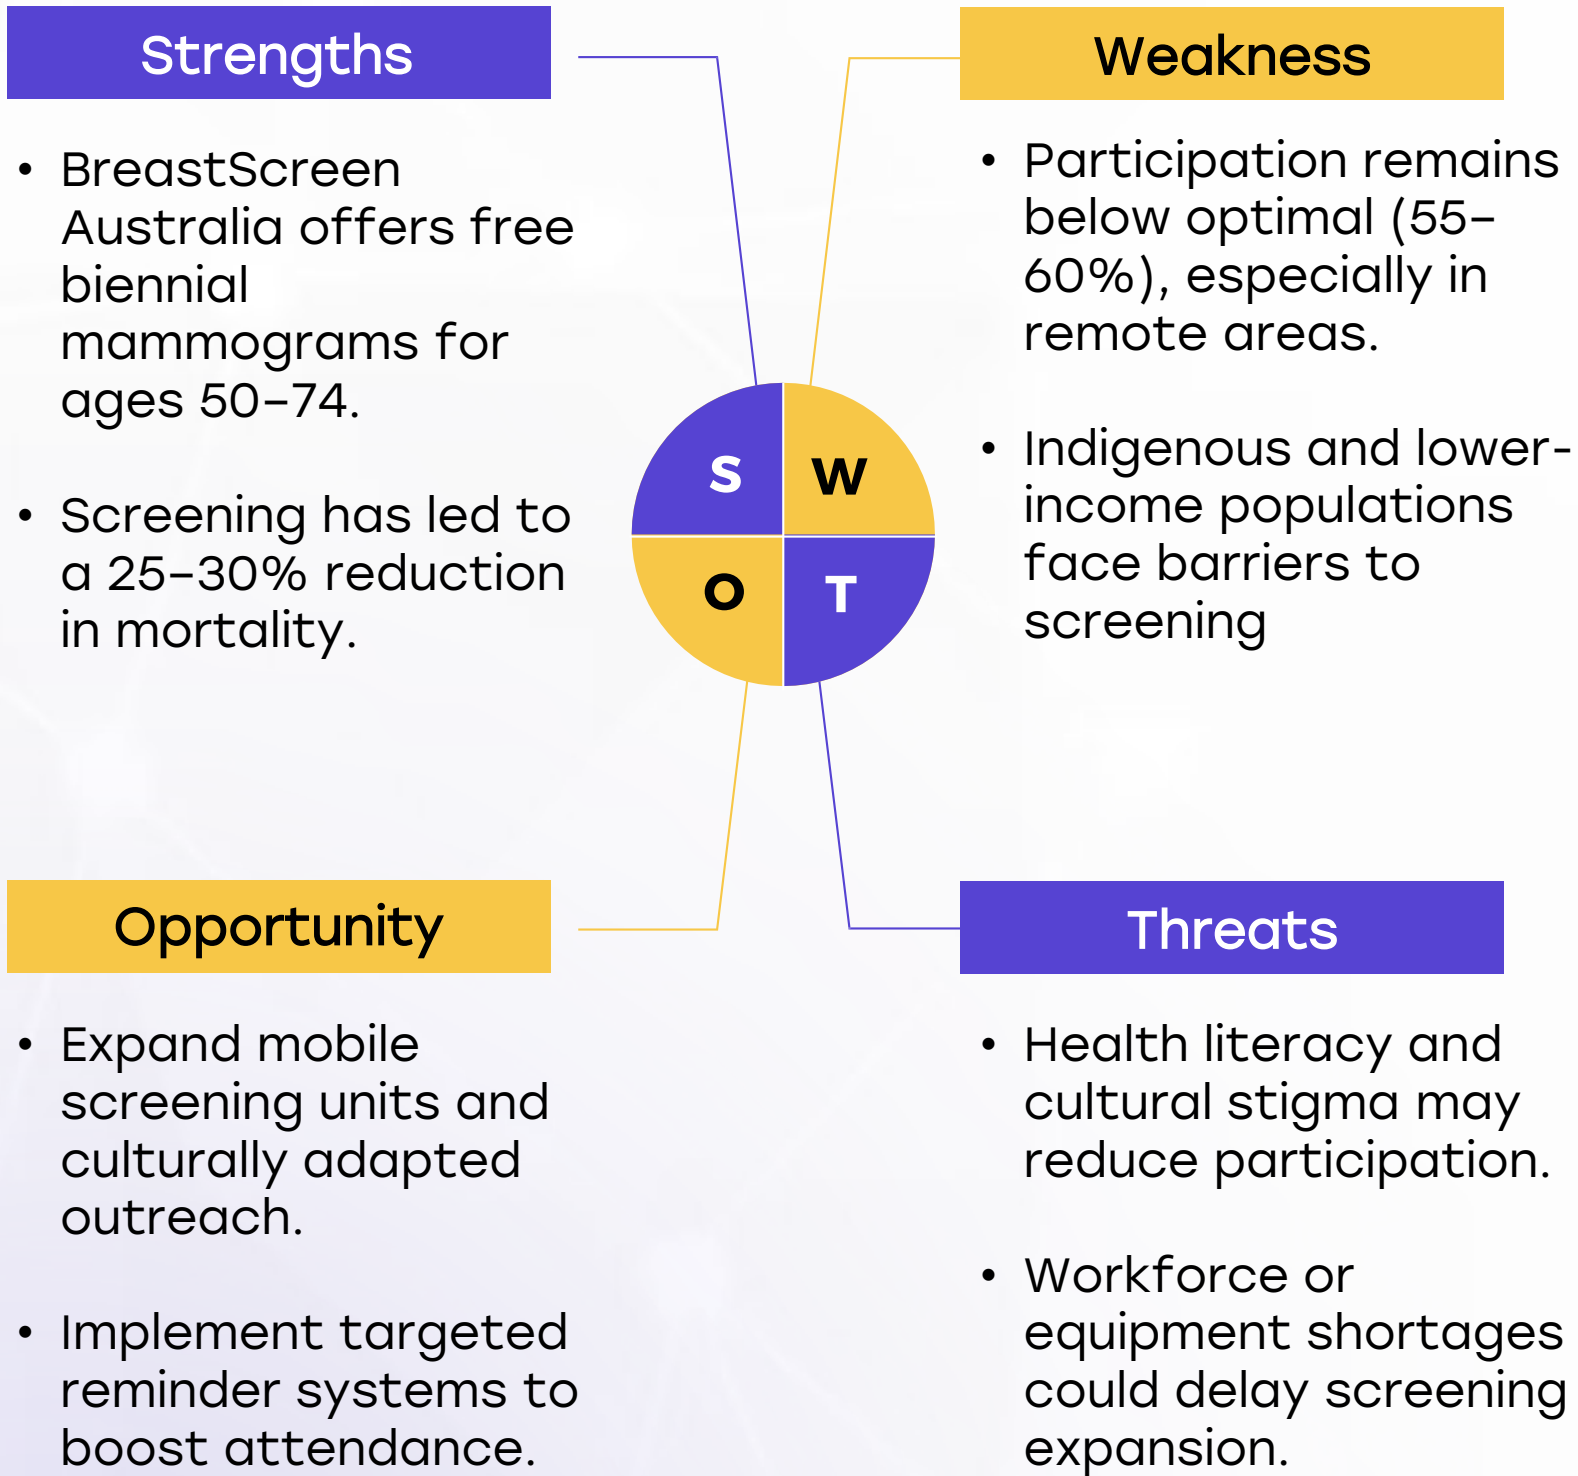 Strengths
• BreastScreen
Australia offers free
biennial
mammograms for
ages 50–74.
• Screening has led to
a 25–30% reduction
in mortality.
Weakness
• Participation remains
below optimal (55–
60%), especially in
remote areas.
• Indigenous and lower-
income populations
face barriers to
screening
S
W
O
T
Opportunity
• Expand mobile
screening units and
culturally adapted
outreach.
• Implement targeted
reminder systems to
boost attendance.
Threats
• Health literacy and
cultural stigma may
reduce participation.
• Workforce or
equipment shortages
could delay screening
expansion.